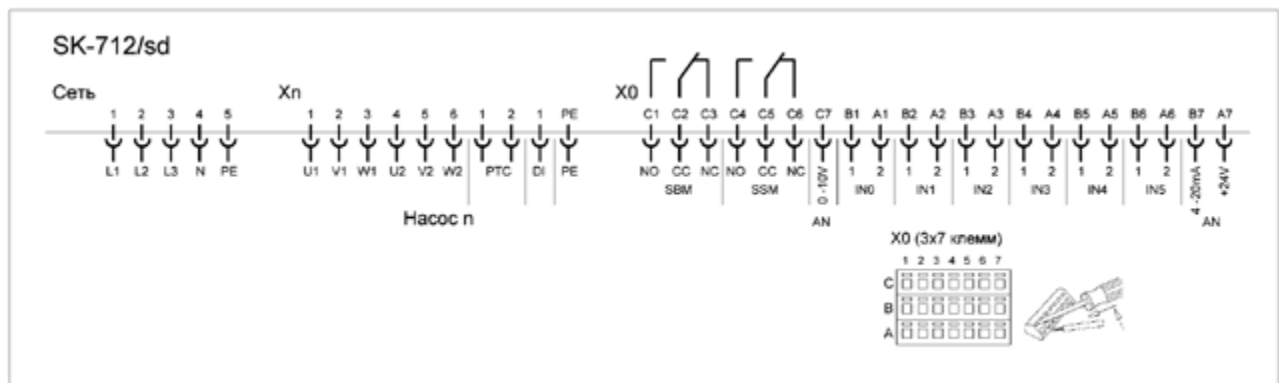 SK-712/sd
Сеть Xn X0
1 2 3 4 5 1 2 3 4 5 6 1 2 1 PE C1 C2 C3 C4 C5 C6 C7 B1 A1 B2 A2 B3 A3 B4 A4 B5 A5 B6 A6 B7 A7
L1 L2 L3 N PE U1 V1 W1 U2 V2 W2 PTC DI PE NO CC NC NO CC NC 0 -10V 1 2 1 2 1 2 1 2 1 2 1 2 4 -20mA +24V
SBM SSM IN0 IN1 IN2 IN3 IN4 IN5
Насос n AN AN
X0 (3x7 клемм)
1 2 3 4 5 6 7
C
B
A